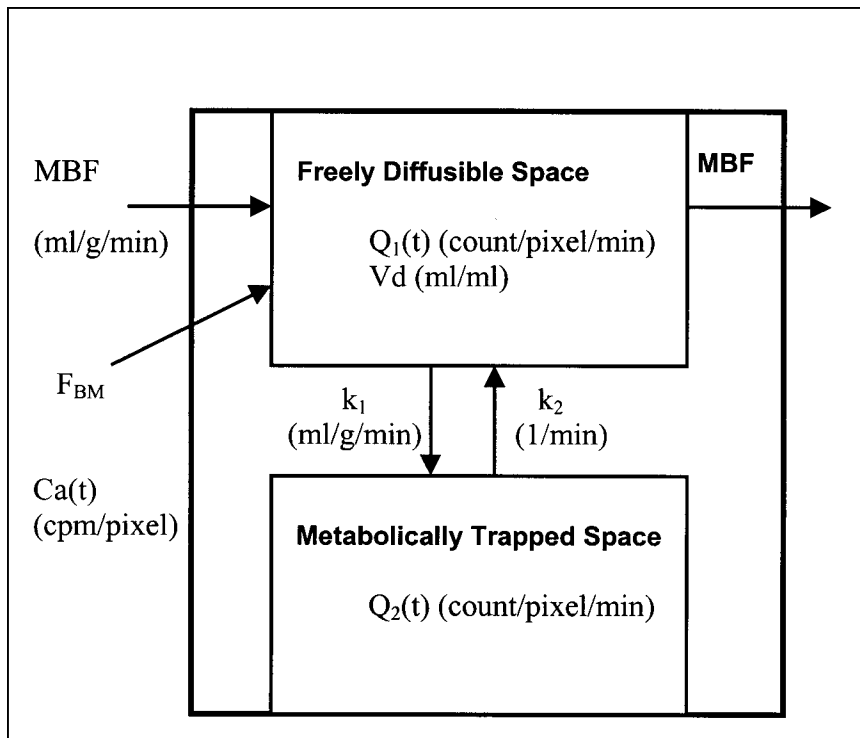 MBF
(ml/g/min)
F_BM
Ca(t)
(cpm/pixel)
Freely Diffusible Space
Q₁(t) (count/pixel/min)
Vd (ml/ml)
MBF
k₁
(ml/g/min)
k₂
(1/min)
Metabolically Trapped Space
Q₂(t) (count/pixel/min)